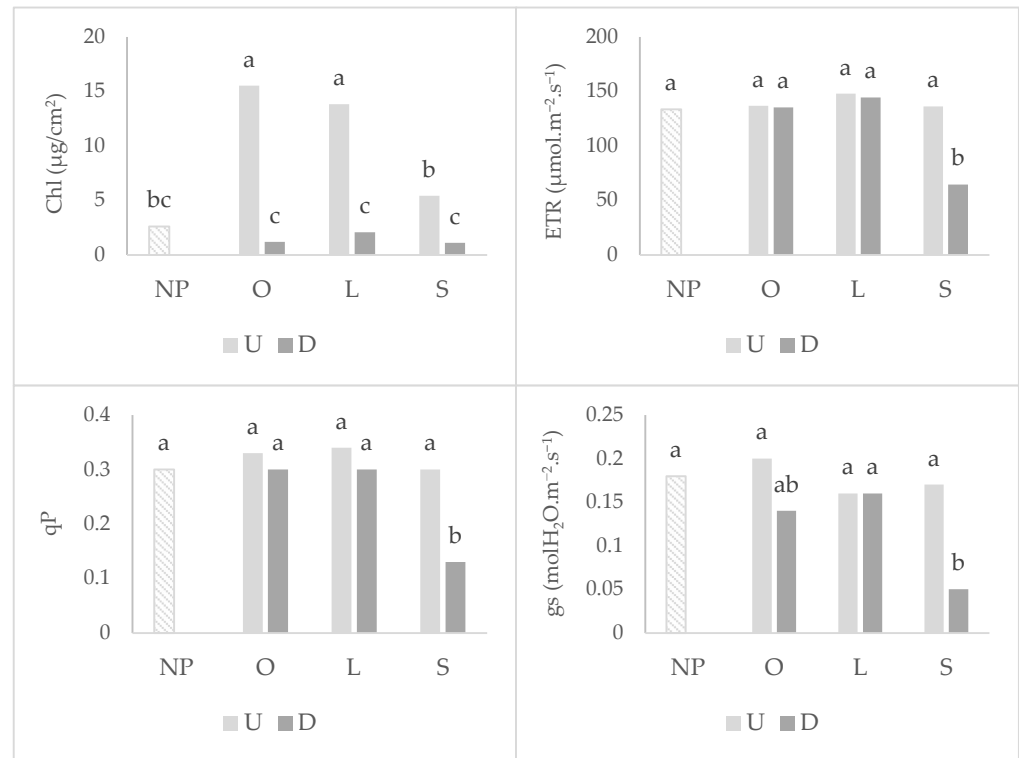 Chl (µg/cm²)
20
15
10
5
0
bc
a
c
a
c
b
c
NP O L S
U D
ETR (µmol.m⁻².s⁻¹)
200
150
100
50
0
a
a a
a a
a
b
NP O L S
U D
qP
0.4
0.3
0.2
0.1
0
a
a
a
a
a
a
b
NP O L S
U D
gs (molH₂O.m⁻².s⁻¹)
0.25
0.2
0.15
0.1
0.05
0
a
a
ab
a a
a
b
NP O L S
U D